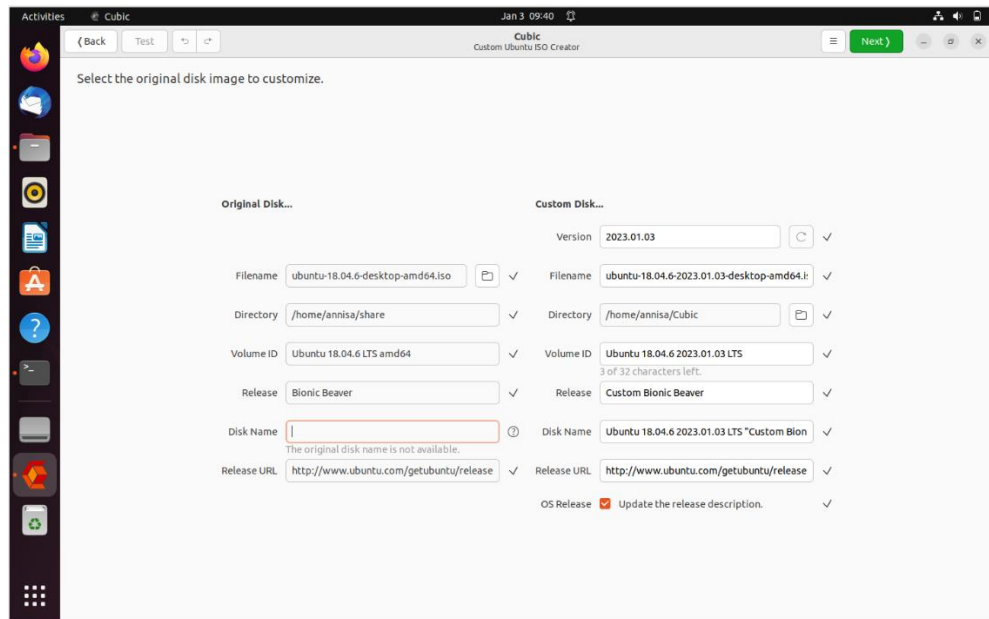 Activities Cubic Jan 3 09:40
Back Test Cubic Next
Custom Ubuntu ISO Creator
Select the original disk image to customize.
Original Disk... Custom Disk...
Version 2023.01.03
Filename ubuntu-18.04.6-desktop-amd64.iso Filename ubuntu-18.04.6-2023.01.03-desktop-amd64.i
Directory /home/annisa/share Directory /home/annisa/Cubic
Volume ID Ubuntu 18.04.6 LTS amd64 Volume ID Ubuntu 18.04.6 2023.01.03 LTS
3 of 32 characters left.
Release Bionic Beaver Release Custom Bionic Beaver
Disk Name Disk Name Ubuntu 18.04.6 2023.01.03 LTS "Custom Bion
The original disk name is not available.
Release URL http://www.ubuntu.com/getubuntu/release Release URL http://www.ubuntu.com/getubuntu/release
OS Release Update the release description.